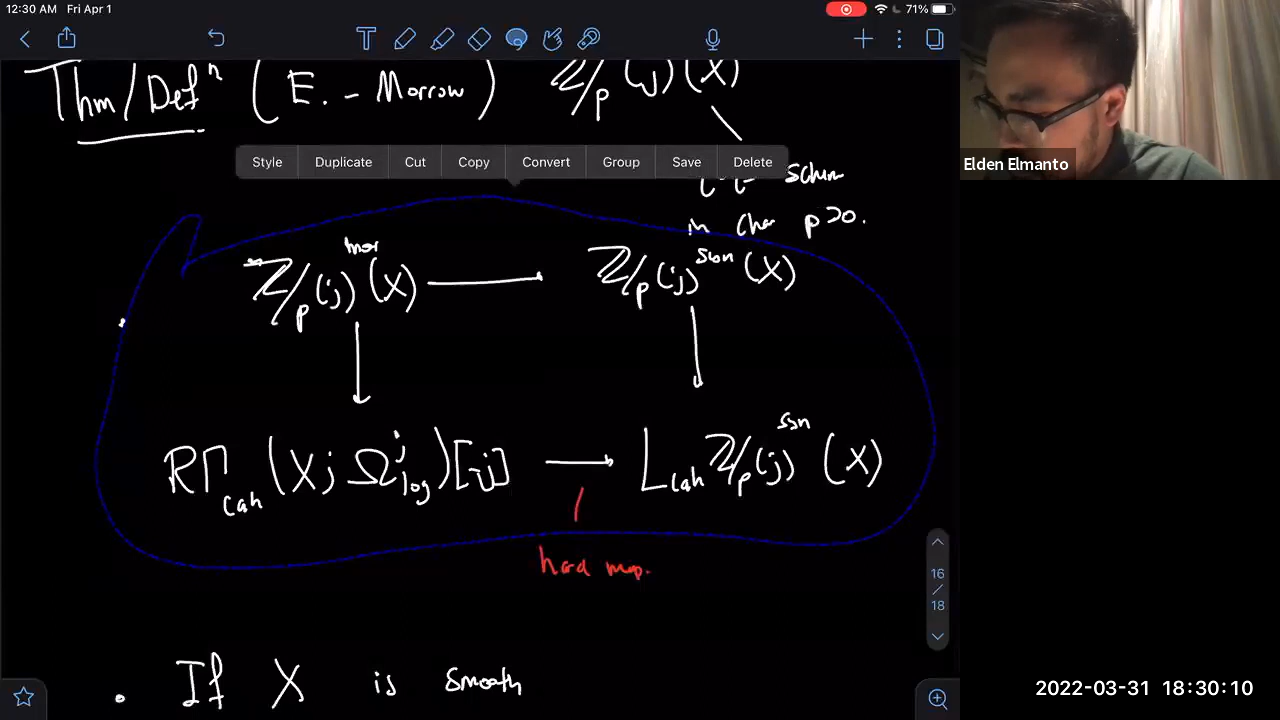 12:30 AM Fri Apr 1
71%
Thm/Defⁿ (E. - Morrow) ℤ/p (j) (X)
Style Duplicate Cut Copy Convert Group Save Delete
in char p>0.
ℤ/p(j)^mot (X) → ℤ/p(j)^syn (X)
RΓ_cdh (X; Ω^j_log)[-j] → L_cdh ℤ/p(j)^syn (X)
hard map.
16
/
18
• If X is smooth
Elden Elmanto
2022-03-31 18:30:10